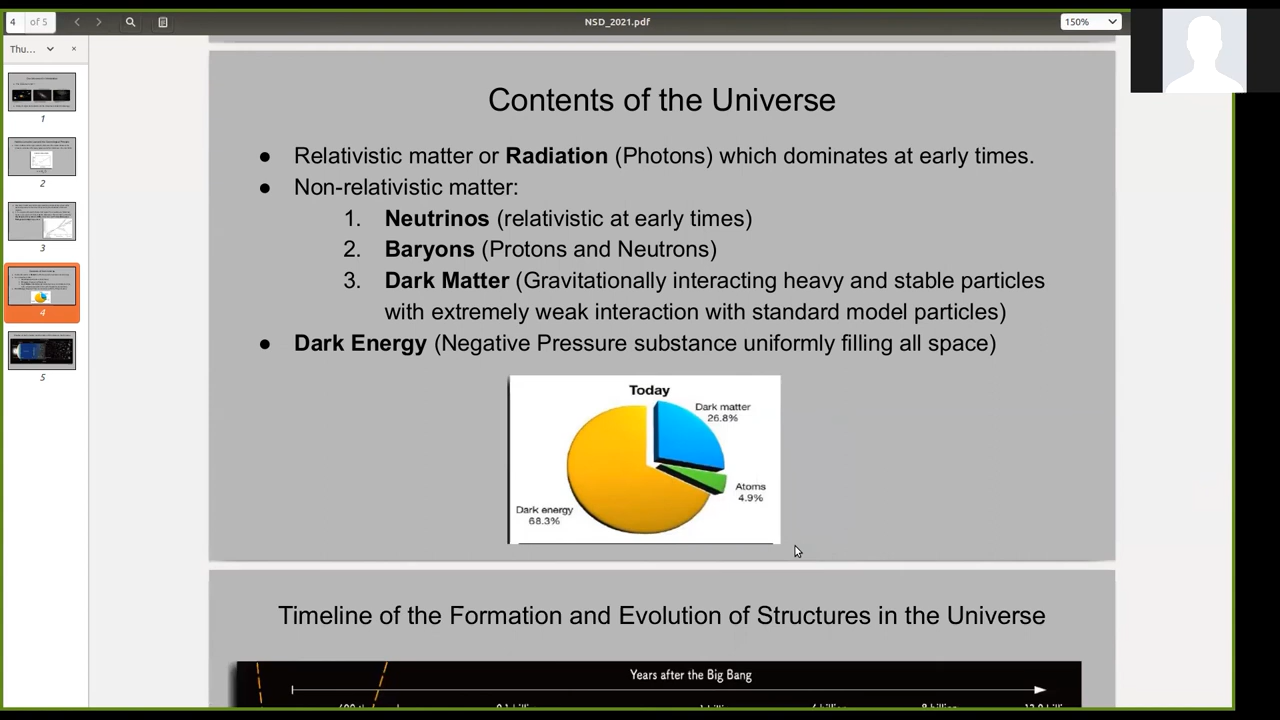 4 of 5
NSD_2021.pdf
150%
Thu...
1
2
3
4
5
Contents of the Universe
● Relativistic matter or Radiation (Photons) which dominates at early times.
● Non-relativistic matter:
1. Neutrinos (relativistic at early times)
2. Baryons (Protons and Neutrons)
3. Dark Matter (Gravitationally interacting heavy and stable particles
with extremely weak interaction with standard model particles)
● Dark Energy (Negative Pressure substance uniformly filling all space)
Today
Dark matter
26.8%
Atoms
4.9%
Dark energy
68.3%
Timeline of the Formation and Evolution of Structures in the Universe
Years after the Big Bang